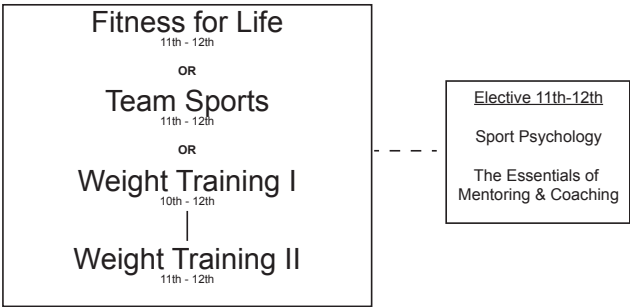 Fitness for Life
11th - 12th
OR
Team Sports
11th - 12th
OR
Weight Training I
10th - 12th
Weight Training II
11th - 12th
Elective 11th-12th
Sport Psychology
The Essentials of
Mentoring & Coaching